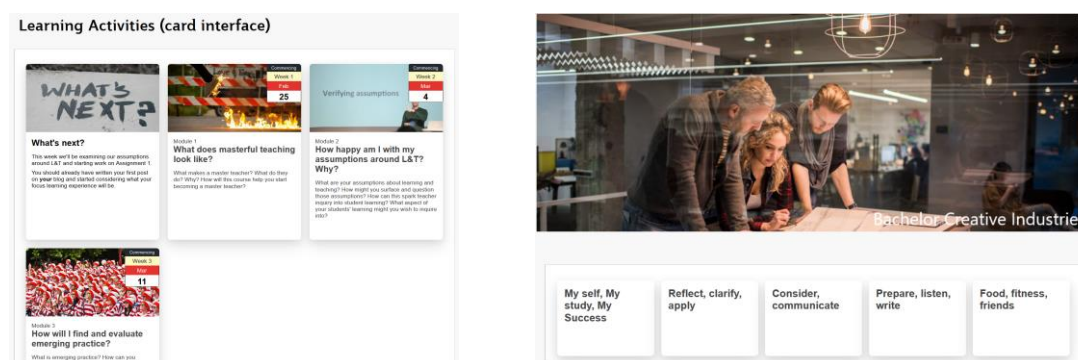 Learning Activities (card interface)
WHAT'S
NEXT?
What's next?
This week we'll be examining our assumptions
around L&T and starting work on Assignment 1.
You should already have written your first post
on your blog and started considering what your
focus learning experience will be.
Commencing
Week 1
Feb
25
Module 1
What does masterful teaching
look like?
What makes a master teacher? What do they
do? Why? How will this course help you start
becoming a master teacher?
Commencing
Week 2
Mar
4
Verifying assumptions
Module 2
How happy am I with my
assumptions around L&T?
Why?
What are your assumptions about learning and
teaching? How might you surface and question
those assumptions? How can this spark teacher
inquiry into student learning? What aspect of
your students' learning might you wish to inquire
into?
Commencing
Week 3
Mar
11
Module 3
How will I find and evaluate
emerging practice?
What is emerging practice? How can you
Bachelor Creative Industrie
My self, My
study, My
Success
Reflect, clarify,
apply
Consider,
communicate
Prepare, listen,
write
Food, fitness,
friends